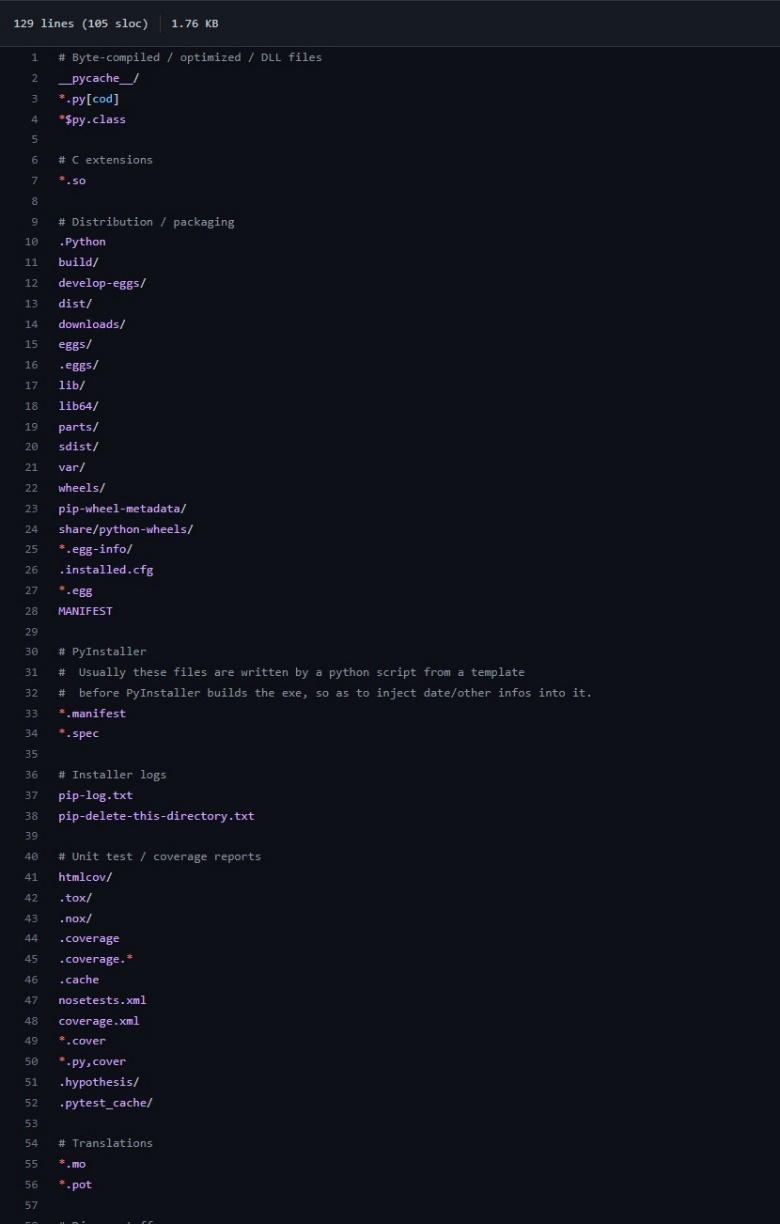 129 lines (105 sloc) 1.76 KB
1 # Byte-compiled / optimized / DLL files
2 __pycache__/
3 *.py[cod]
4 *$py.class
5
6 # C extensions
7 *.so
8
9 # Distribution / packaging
10 .Python
11 build/
12 develop-eggs/
13 dist/
14 downloads/
15 eggs/
16 .eggs/
17 lib/
18 lib64/
19 parts/
20 sdist/
21 var/
22 wheels/
23 pip-wheel-metadata/
24 share/python-wheels/
25 *.egg-info/
26 .installed.cfg
27 *.egg
28 MANIFEST
29
30 # PyInstaller
31 #  Usually these files are written by a python script from a template
32 #  before PyInstaller builds the exe, so as to inject date/other infos into it.
33 *.manifest
34 *.spec
35
36 # Installer logs
37 pip-log.txt
38 pip-delete-this-directory.txt
39
40 # Unit test / coverage reports
41 htmlcov/
42 .tox/
43 .nox/
44 .coverage
45 .coverage.*
46 .cache
47 nosetests.xml
48 coverage.xml
49 *.cover
50 *.py,cover
51 .hypothesis/
52 .pytest_cache/
53
54 # Translations
55 *.mo
56 *.pot
57